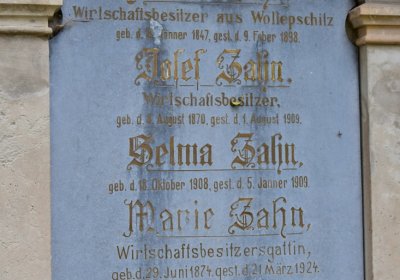 Wirtschaftsbesitzer aus Wollepschitz
geb. d. Jänner 1847, gest. d. 9. Feber 1898.
Josef Zahn.
Wirtschaftsbesitzer.
geb. d. 8. August 1870, gest. d. 1. August 1909.
Selma Zahn,
geb. d. 18. Oktober 1908, gest. d. 5. Jänner 1909.
Marie Zahn,
Wirtschaftsbesitzersgattin,
geb. d. 29. Juni 1874. gest. d. 21 März 1924.